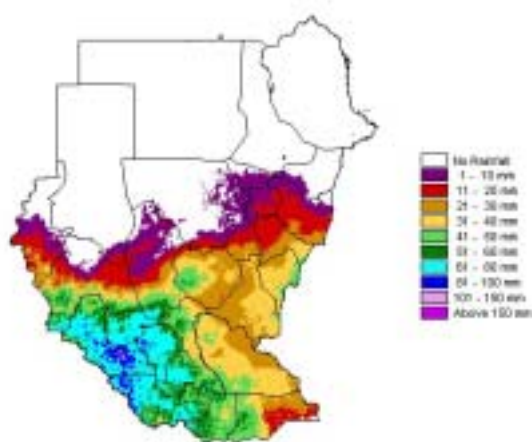 No Rainfall
1 - 10 mm
11 - 20 mm
21 - 30 mm
31 - 40 mm
41 - 50 mm
51 - 60 mm
61 - 80 mm
81 - 100 mm
101 - 150 mm
Above 150 mm